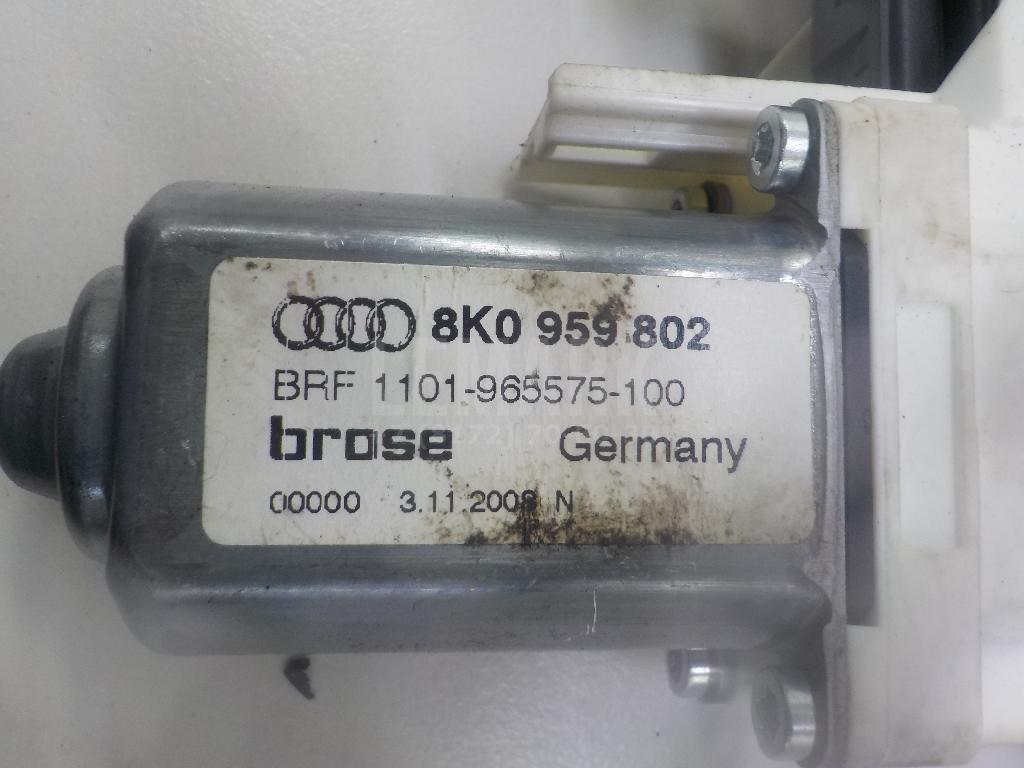 8K0 959 802
BRF 1101-965575-100
brose Germany
00000 3.11.2008 N